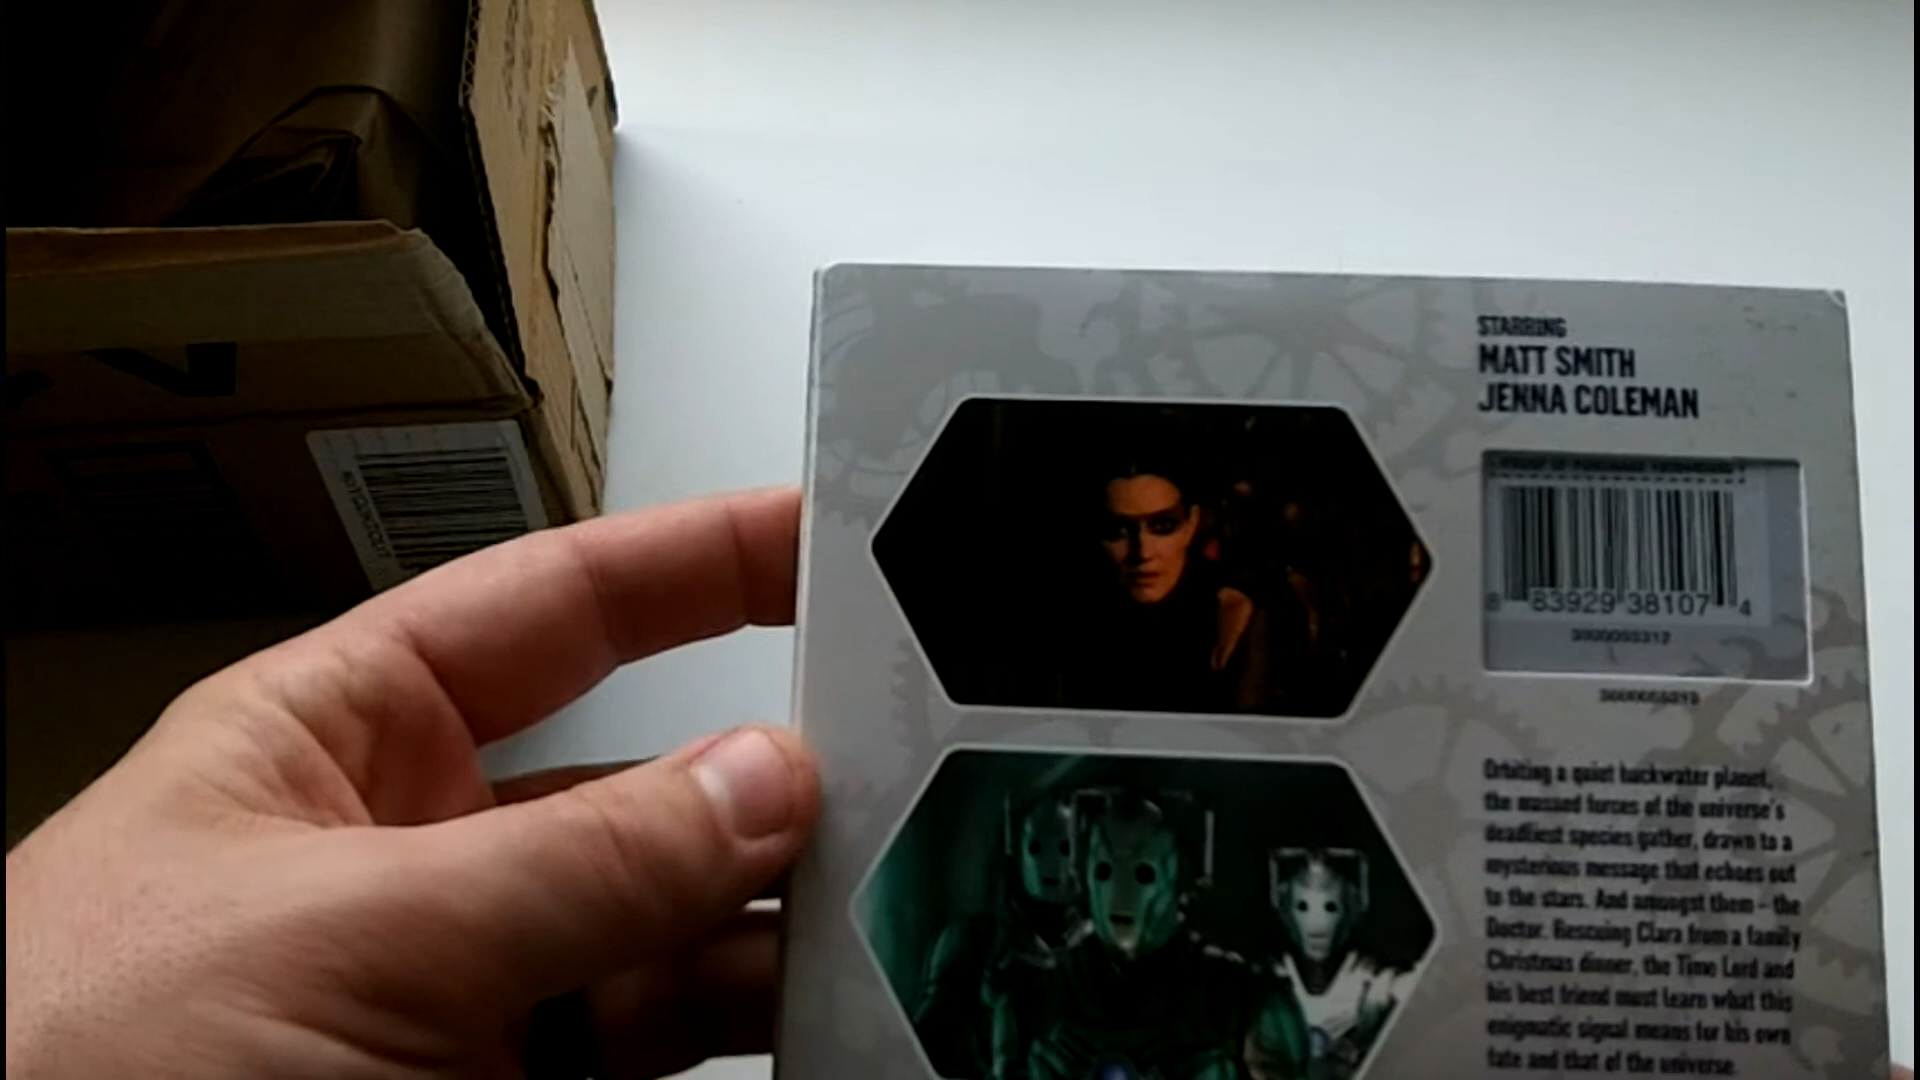 STARRING
MATT SMITH
JENNA COLEMAN
8 83929 38107 4
3000055312
Orbiting a quiet backwater planet,
the massed forces of the universe's
deadliest species gather, drawn to a
mysterious message that echoes out
to the stars. And amongst them – the
Doctor. Rescuing Clara from a family
Christmas dinner, the Time Lord and
his best friend must learn what this
enigmatic signal means for his own
fate and that of the universe.